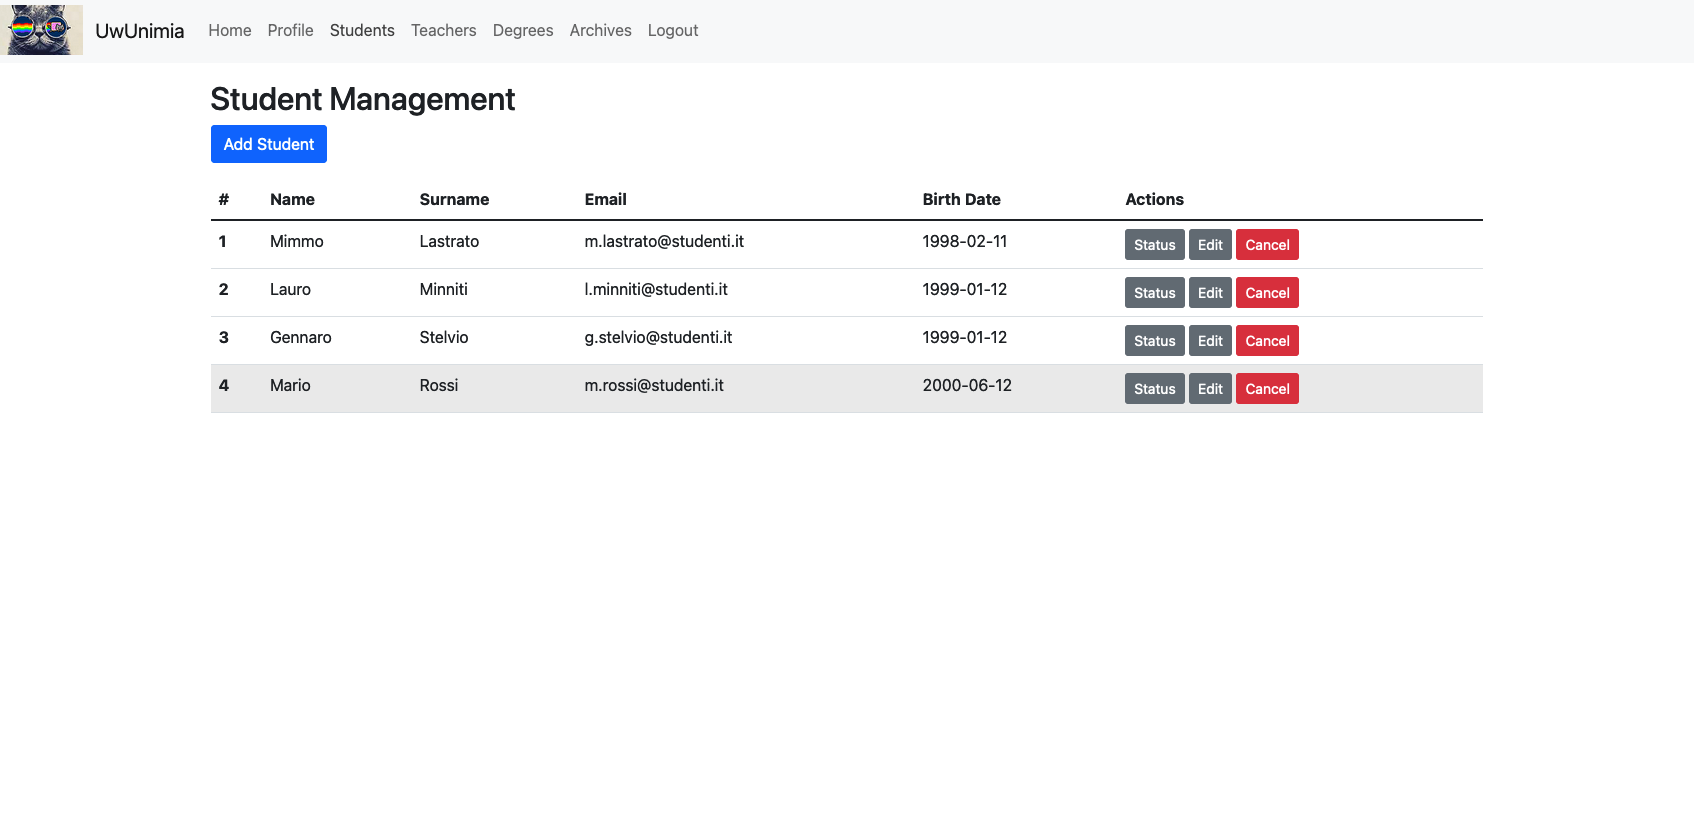 UwUnimia Home Profile Students Teachers Degrees Archives Logout
Student Management
Add Student
# Name Surname Email Birth Date Actions
1 Mimmo Lastrato m.lastrato@studenti.it 1998-02-11 Status Edit Cancel
2 Lauro Minniti l.minniti@studenti.it 1999-01-12 Status Edit Cancel
3 Gennaro Stelvio g.stelvio@studenti.it 1999-01-12 Status Edit Cancel
4 Mario Rossi m.rossi@studenti.it 2000-06-12 Status Edit Cancel